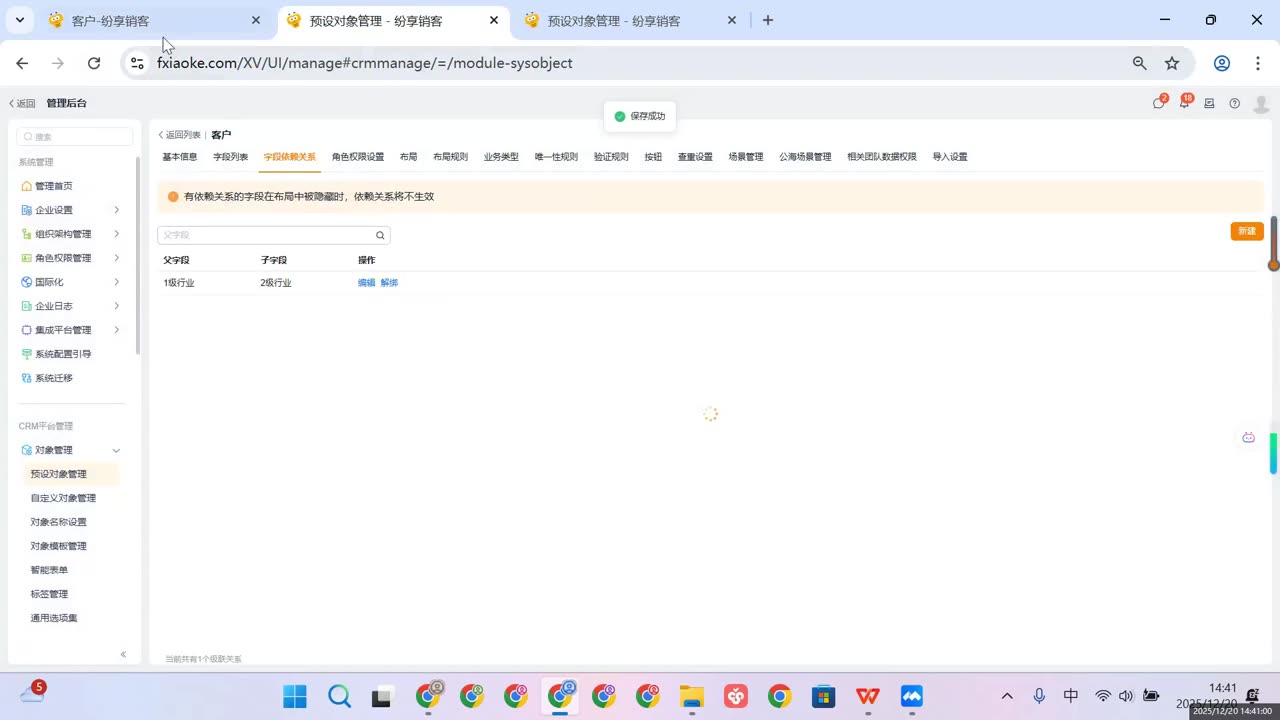 客户-纷享销客
预设对象管理 - 纷享销客
预设对象管理 - 纷享销客
fxiaoke.com/XV/UI/manage#crmmanage/=/module-sysobject
返回 管理后台
2
18
保存成功
搜索
系统管理
管理首页
企业设置
组织架构管理
角色权限管理
国际化
企业日志
集成平台管理
系统配置引导
系统迁移
CRM平台管理
对象管理
预设对象管理
自定义对象管理
对象名称设置
对象模板管理
智能表单
标签管理
通用选项集
返回列表 | 客户
基本信息 字段列表 字段依赖关系 角色权限设置 布局 布局规则 业务类型 唯一性规则 验证规则 按钮 查重设置 场景管理 公海场景管理 相关团队数据权限 导入设置
有依赖关系的字段在布局中被隐藏时，依赖关系将不生效
父字段
新建
父字段 子字段 操作
1级行业 2级行业 编辑 解绑
当前共有1个级联关系
5
中
14:41
2025/12/20
2025/12/20 14:41:00